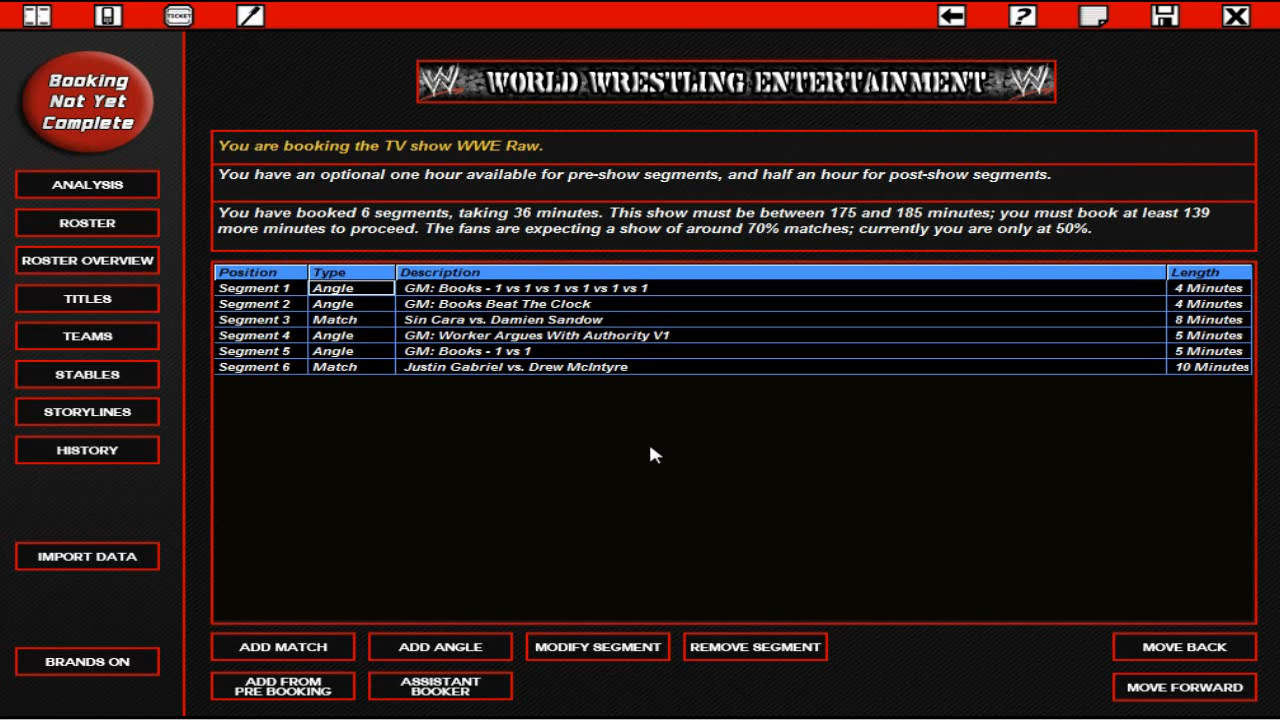 TICKET
Booking
Not Yet
Complete
WORLD WRESTLING ENTERTAINMENT
You are booking the TV show WWE Raw.
You have an optional one hour available for pre-show segments, and half an hour for post-show segments.
You have booked 6 segments, taking 36 minutes. This show must be between 175 and 185 minutes; you must book at least 139
more minutes to proceed. The fans are expecting a show of around 70% matches; currently you are only at 50%.
ANALYSIS
ROSTER
ROSTER OVERVIEW
TITLES
TEAMS
STABLES
STORYLINES
HISTORY
IMPORT DATA
BRANDS ON
Position Type Description Length
Segment 1 Angle GM: Books - 1 vs 1 vs 1 vs 1 vs 1 vs 1 4 Minutes
Segment 2 Angle GM: Books Beat The Clock 4 Minutes
Segment 3 Match Sin Cara vs. Damien Sandow 8 Minutes
Segment 4 Angle GM: Worker Argues With Authority V1 5 Minutes
Segment 5 Angle GM: Books - 1 vs 1 5 Minutes
Segment 6 Match Justin Gabriel vs. Drew McIntyre 10 Minutes
ADD MATCH
ADD ANGLE
MODIFY SEGMENT
REMOVE SEGMENT
MOVE BACK
ADD FROM
PRE BOOKING
ASSISTANT
BOOKER
MOVE FORWARD